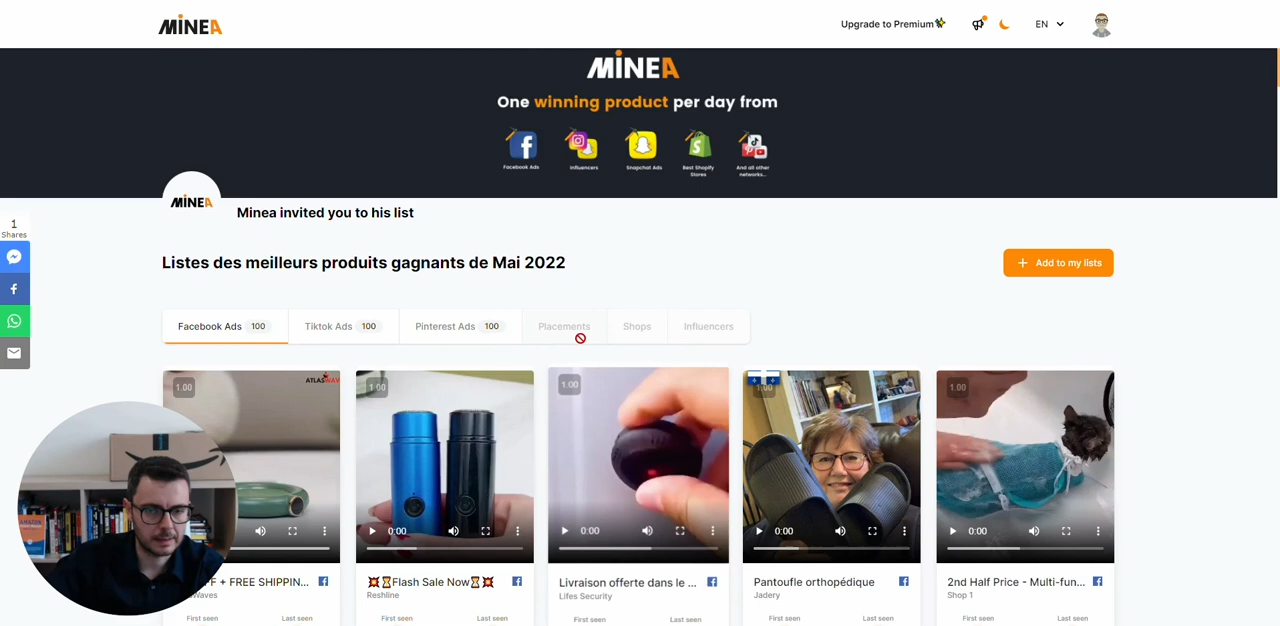 MINEA
Upgrade to Premium
EN
MINEA
One winning product per day from
Facebook Ads
Influencers
Snapchat Ads
Best Shopify
Stores
And all other
networks...
MINEA
Minea invited you to his list
1
Shares
Listes des meilleurs produits gagnants de Mai 2022
+ Add to my lists
Facebook Ads 100
Tiktok Ads 100
Pinterest Ads 100
Placements
Shops
Influencers
1.00
ATLASWAV
1.00
1.00
1.00
1.00
0:00
0:00
0:00
0:00
FF + FREE SHIPPIN...
Waves
First seen
Last seen
💥⏳Flash Sale Now⏳💥
Reshline
First seen
Last seen
Livraison offerte dans le ...
Lifes Security
First seen
Last seen
Pantoufle orthopédique
Jadery
First seen
Last seen
2nd Half Price - Multi-fun...
Shop 1
First seen
Last seen